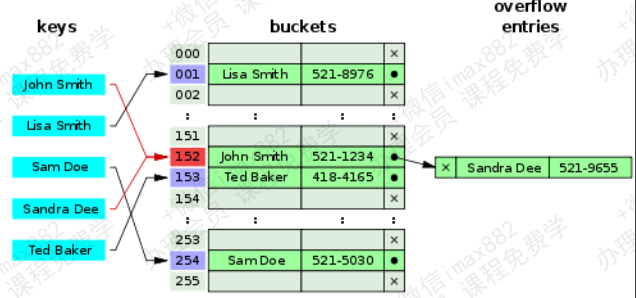 overflow
keys buckets entries
000 ×
001 Lisa Smith 521-8976 ●
002 ×
: : : :
151 ×
152 John Smith 521-1234 ●
153 Ted Baker 418-4165 ●
154 ×
: : : :
253 ×
254 Sam Doe 521-5030 ●
255 ×
John Smith
Lisa Smith
Sam Doe
Sandra Dee
Ted Baker
× Sandra Dee 521-9655
+微信imax882
办理会员 课程免费学